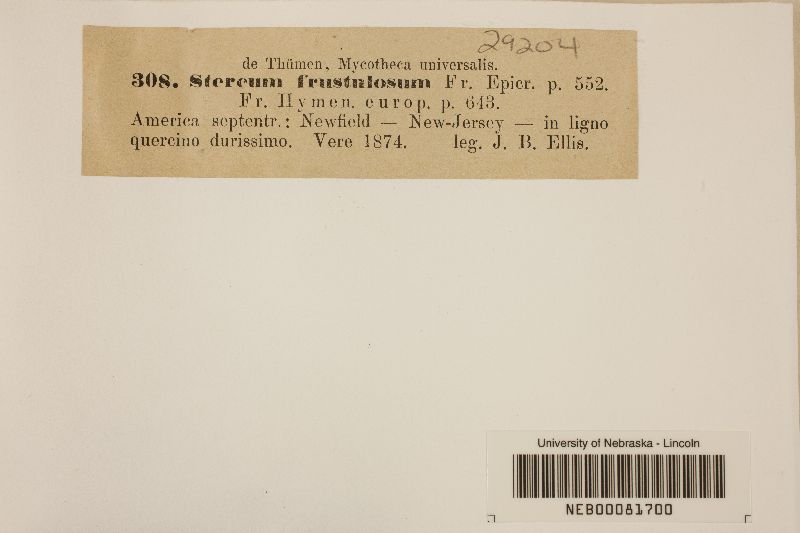 29204
de Thümen, Mycotheca universalis.
308. Stereum frustulosum Fr. Epicr. p. 552.
Fr. Hymen. europ. p. 643.
America septentr.: Newfield — New-Jersey — in ligno
quercino durissimo. Vere 1874. leg. J. B. Ellis.
University of Nebraska - Lincoln
NEB00081700